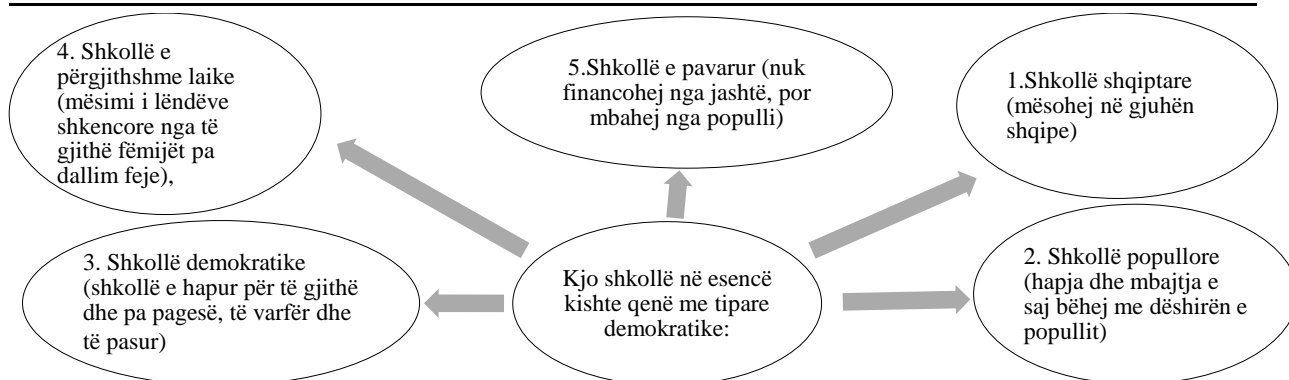 4. Shkollë e
përgjithshme laike
(mësimi i lëndëve
shkencore nga të
gjithë fëmijët pa
dallim feje),
5.Shkollë e pavarur (nuk
financohej nga jashtë, por
mbahej nga populli)
1.Shkollë shqiptare
(mësohej në gjuhën
shqipe)
3. Shkollë demokratike
(shkollë e hapur për të gjithë
dhe pa pagesë, të varfër dhe
të pasur)
Kjo shkollë në esencë
kishte qenë me tipare
demokratike:
2. Shkollë popullore
(hapja dhe mbajtja e
saj bëhej me dëshirën e
popullit)